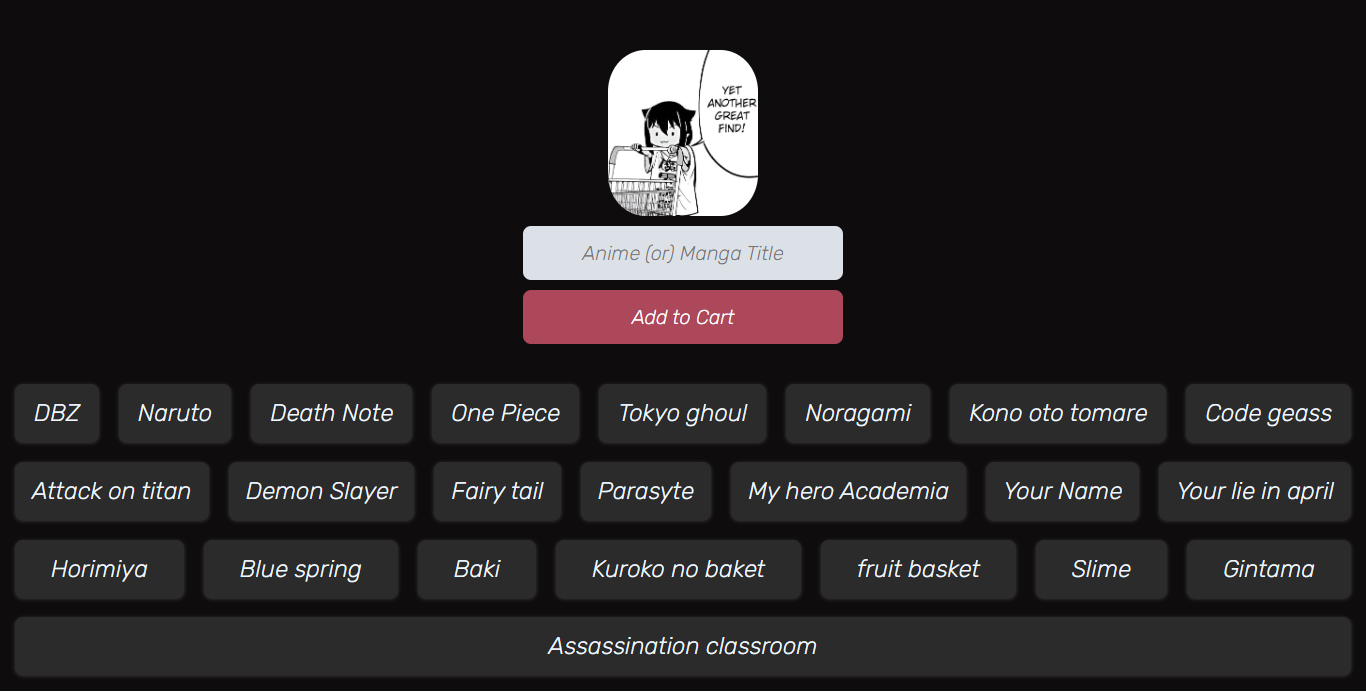 YET
ANOTHER
GREAT
FIND!
Anime (or) Manga Title
Add to Cart
DBZ Naruto Death Note One Piece Tokyo ghoul Noragami Kono oto tomare Code geass
Attack on titan Demon Slayer Fairy tail Parasyte My hero Academia Your Name Your lie in april
Horimiya Blue spring Baki Kuroko no baket fruit basket Slime Gintama
Assassination classroom